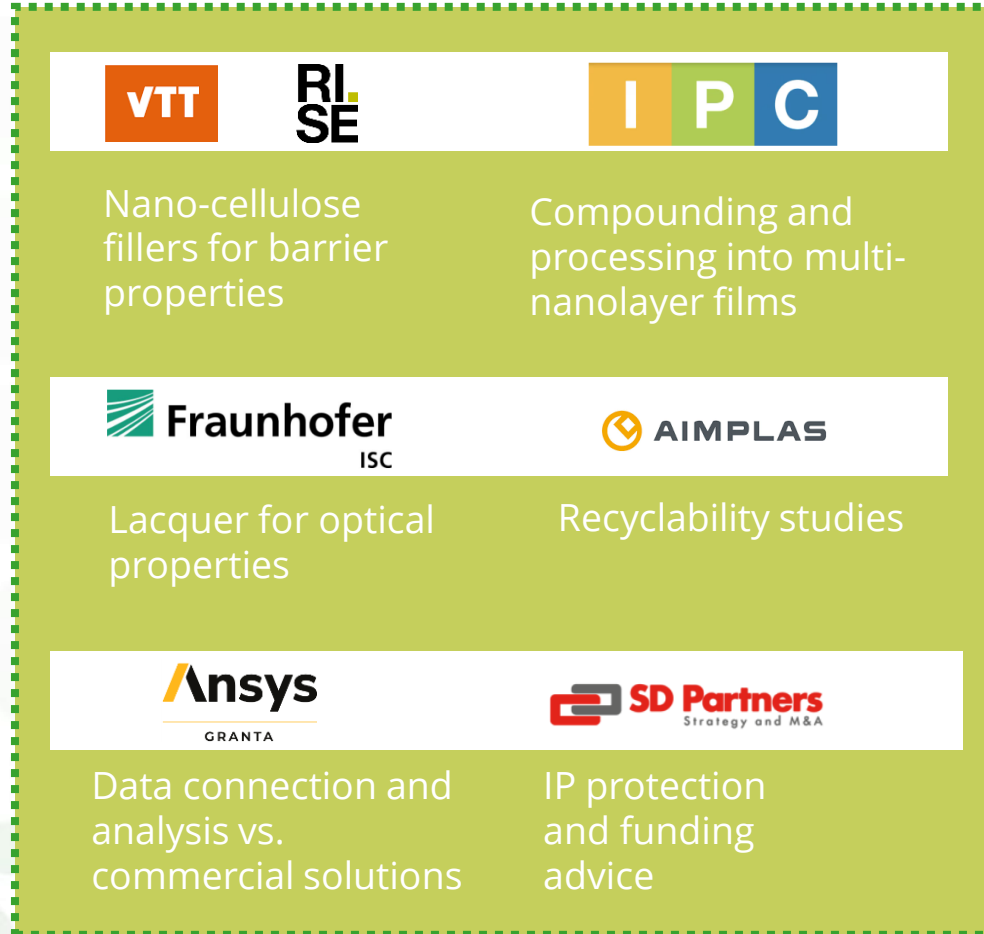 VTT
RI.
SE
I P C
Nano-cellulose
fillers for barrier
properties
Compounding and
processing into multi-
nanolayer films
Fraunhofer
ISC
AIMPLAS
Lacquer for optical
properties
Recyclability studies
Ansys
GRANTA
SD Partners
Strategy and M&A
Data connection and
analysis vs.
commercial solutions
IP protection
and funding
advice